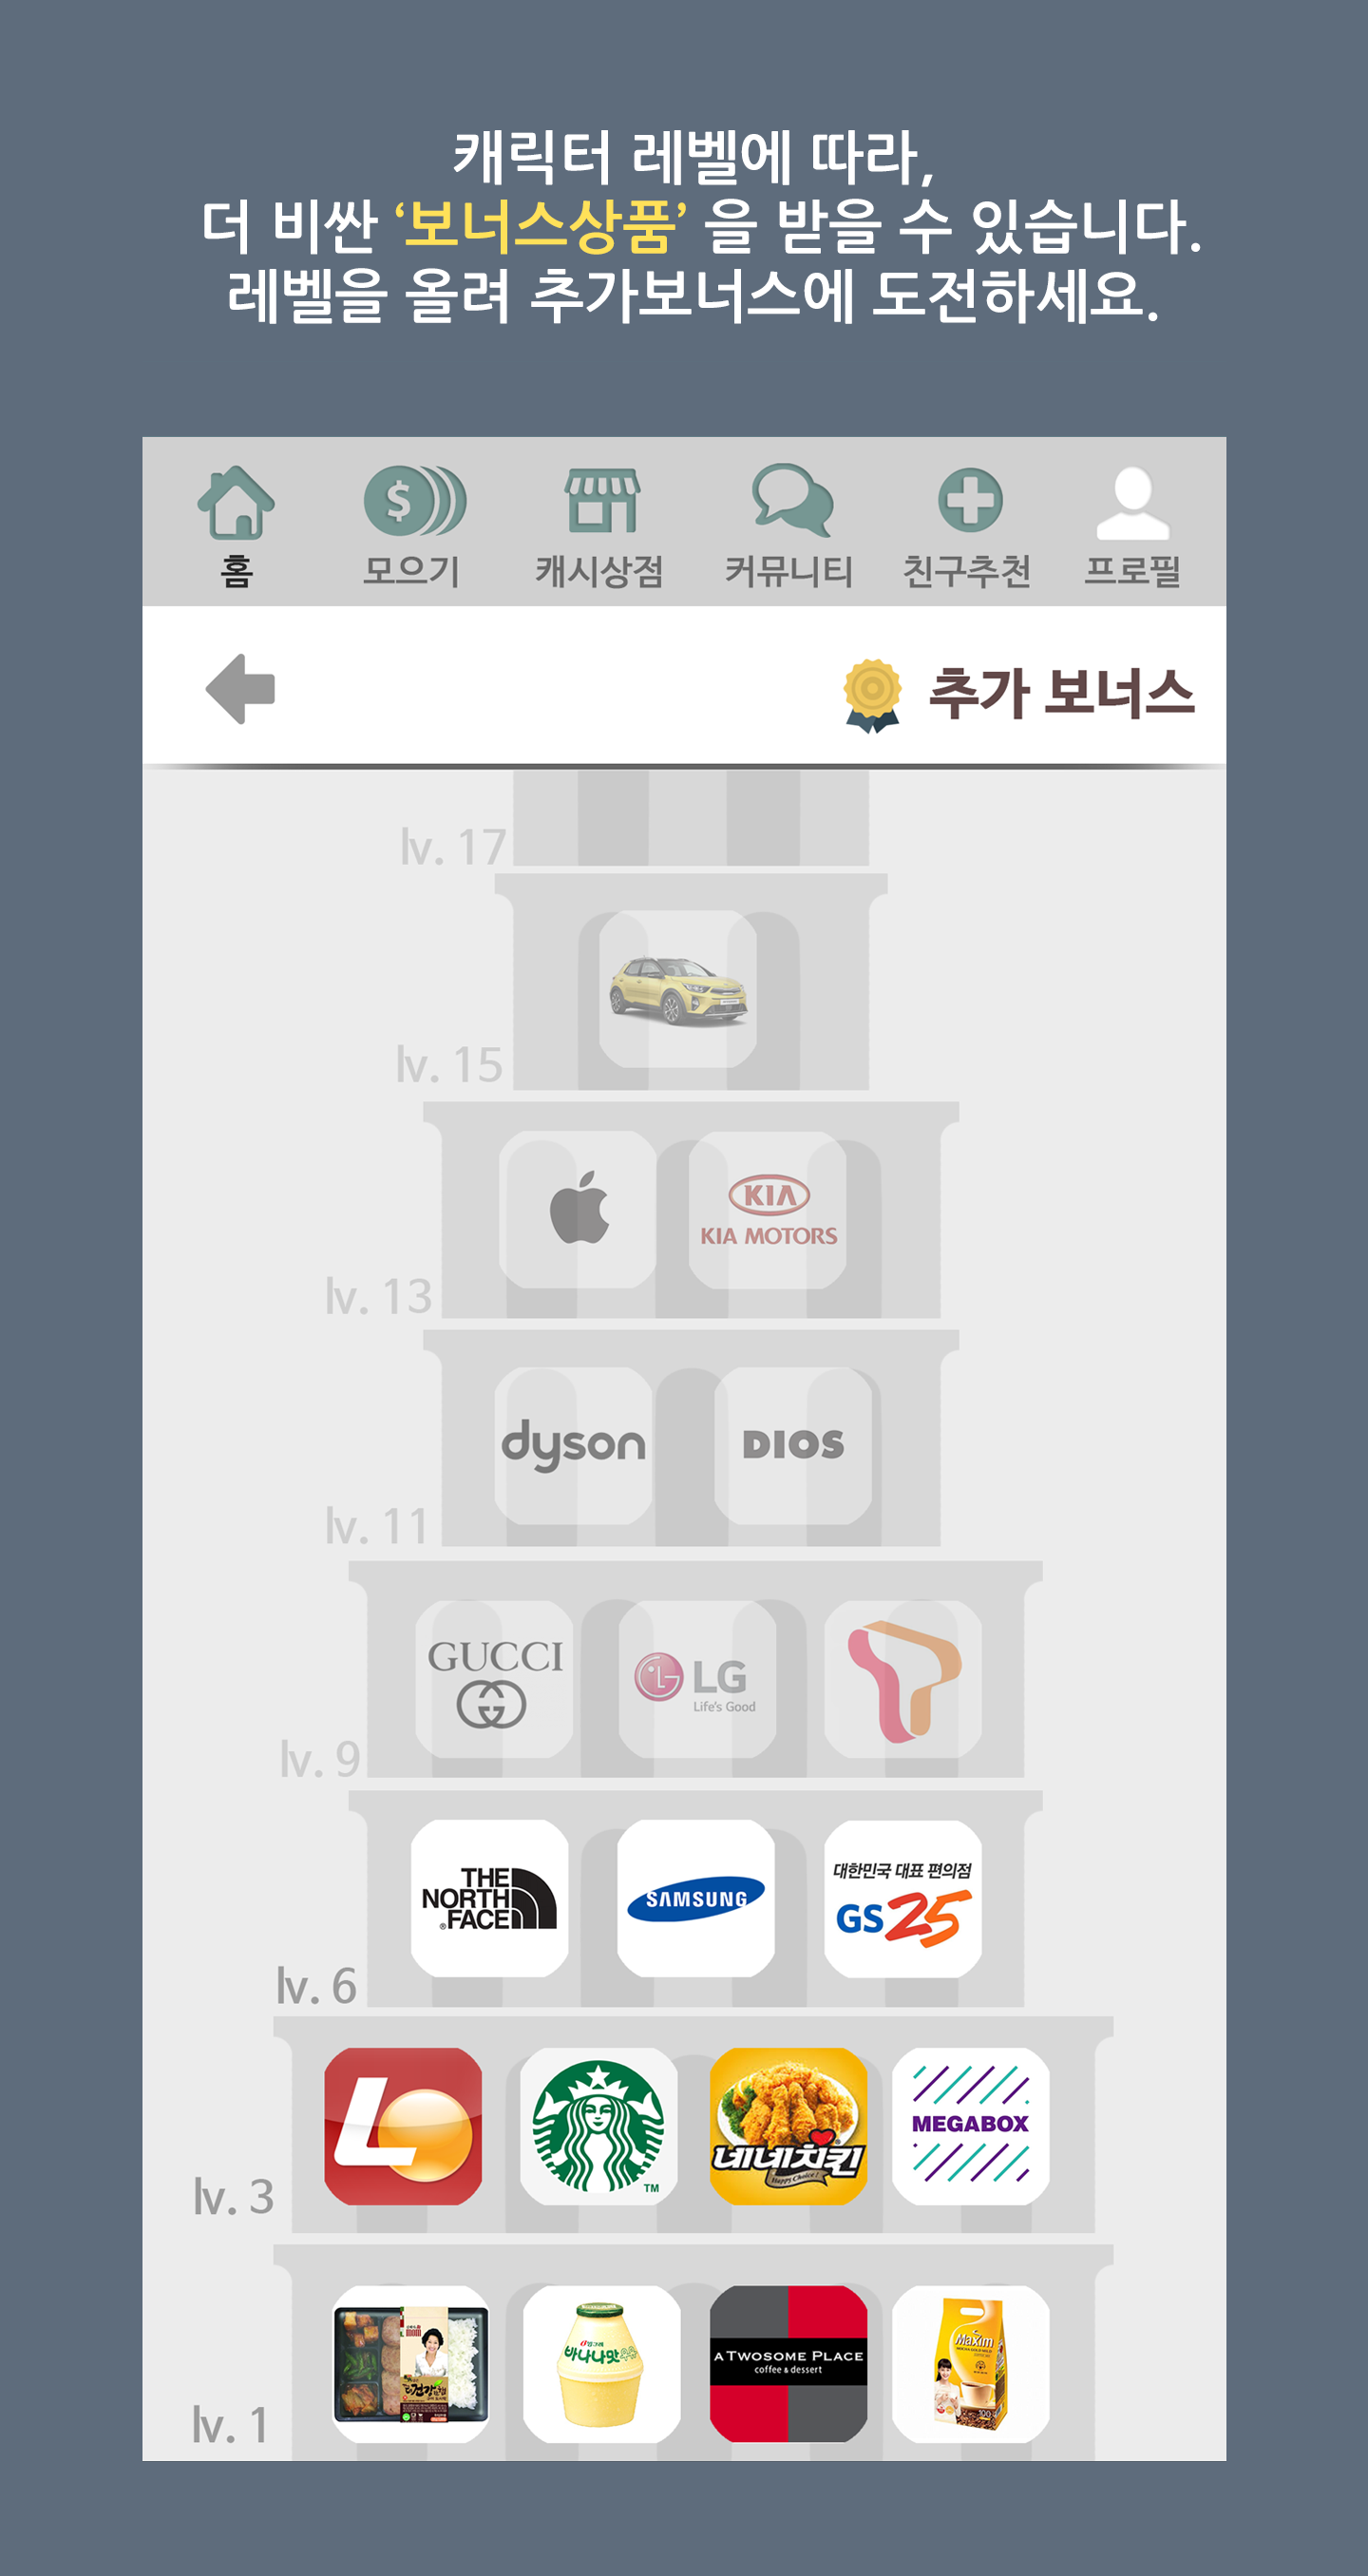 캐릭터 레벨에 따라,
더 비싼 ‘보너스상품’ 을 받을 수 있습니다.
레벨을 올려 추가보너스에 도전하세요.
홈 모으기 캐시상점 커뮤니티 친구추천 프로필
추가 보너스
lv. 17
lv. 15
KIA
KIA MOTORS
lv. 13
dyson DIOS
lv. 11
GUCCI
LG
Life's Good
lv. 9
THE
NORTH
®FACE
SAMSUNG
대한민국 대표 편의점
GS25
lv. 6
L
TM
네네치킨
Happy Choice!
MEGABOX
lv. 3
바나나맛우유
A TWOSOME PLACE
coffee & dessert
Maxim
lv. 1